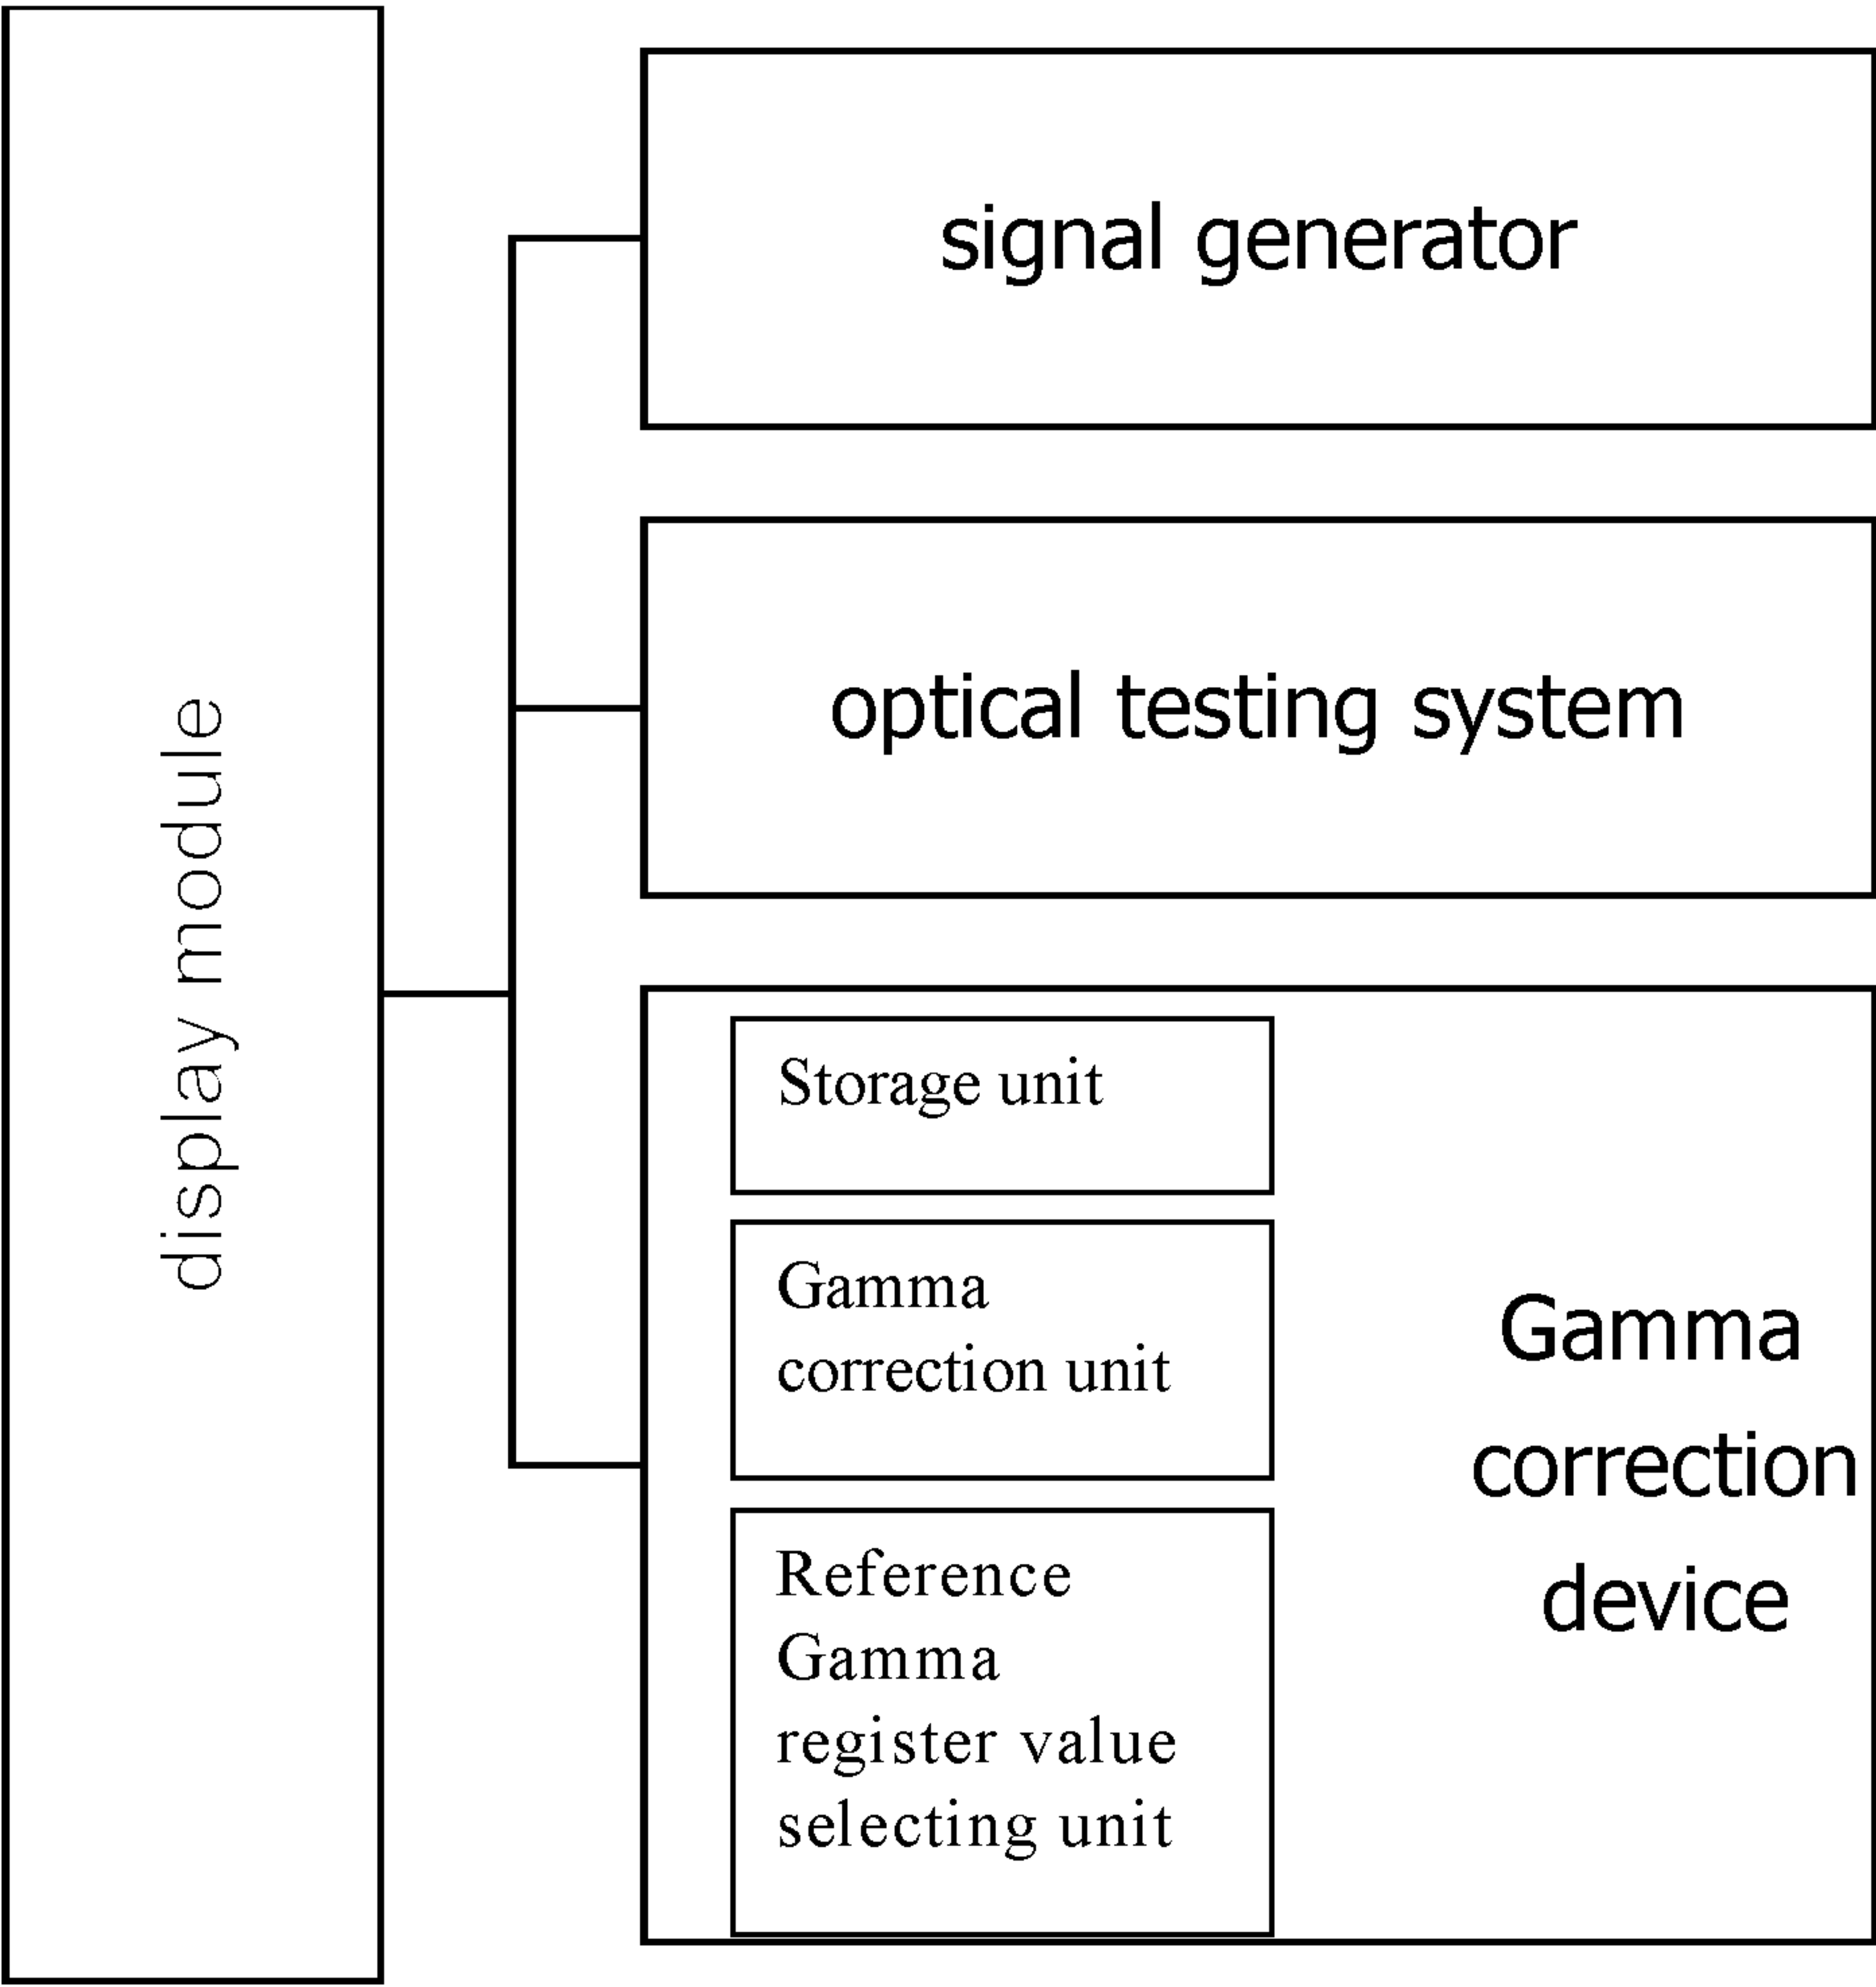 display module
signal generator
optical testing system
Storage unit
Gamma
correction unit
Reference
Gamma
register value
selecting unit
Gamma
correction
device